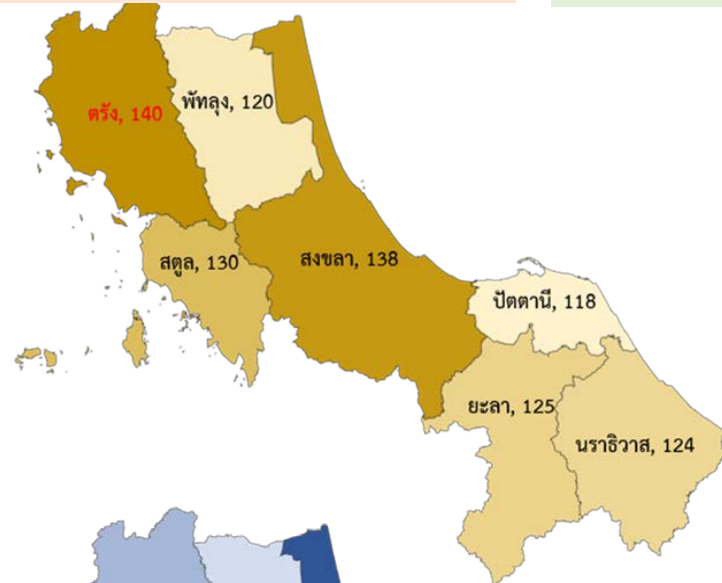 ตรัง, 140
พัทลุง, 120
สตูล, 130
สงขลา, 138
ปัตตานี, 118
ยะลา, 125
นราธิวาส, 124